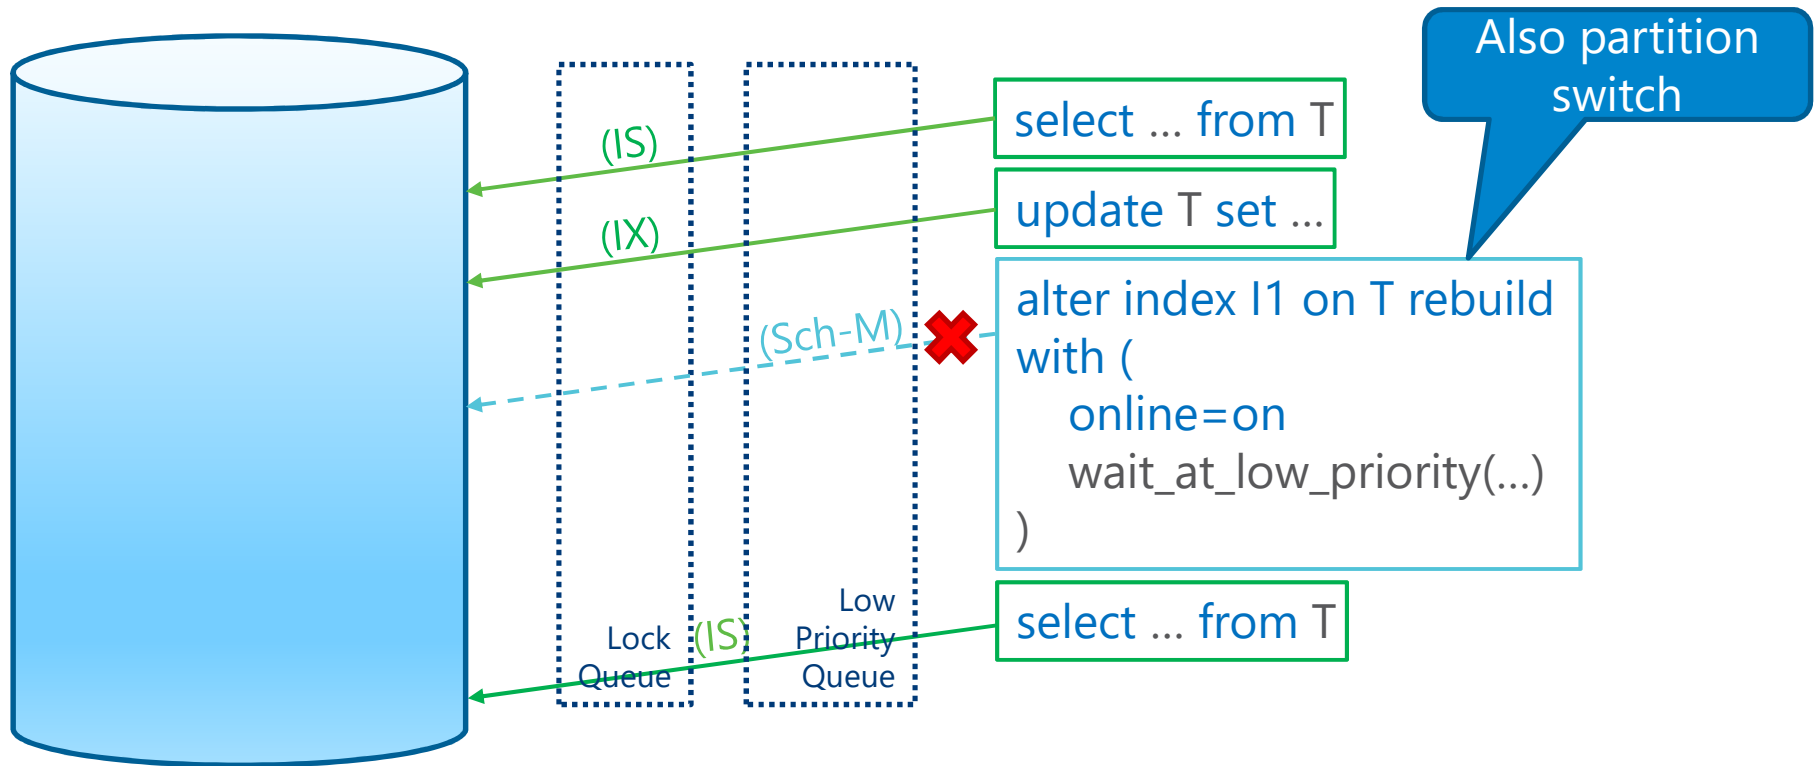 Also partition
switch
select ... from T
(IS)
update T set ...
(IX)
alter index I1 on T rebuild
with (
online=on
wait_at_low_priority(...)
)
(Sch-M)
select ... from T
(IS)
Lock
Queue
Low
Priority
Queue